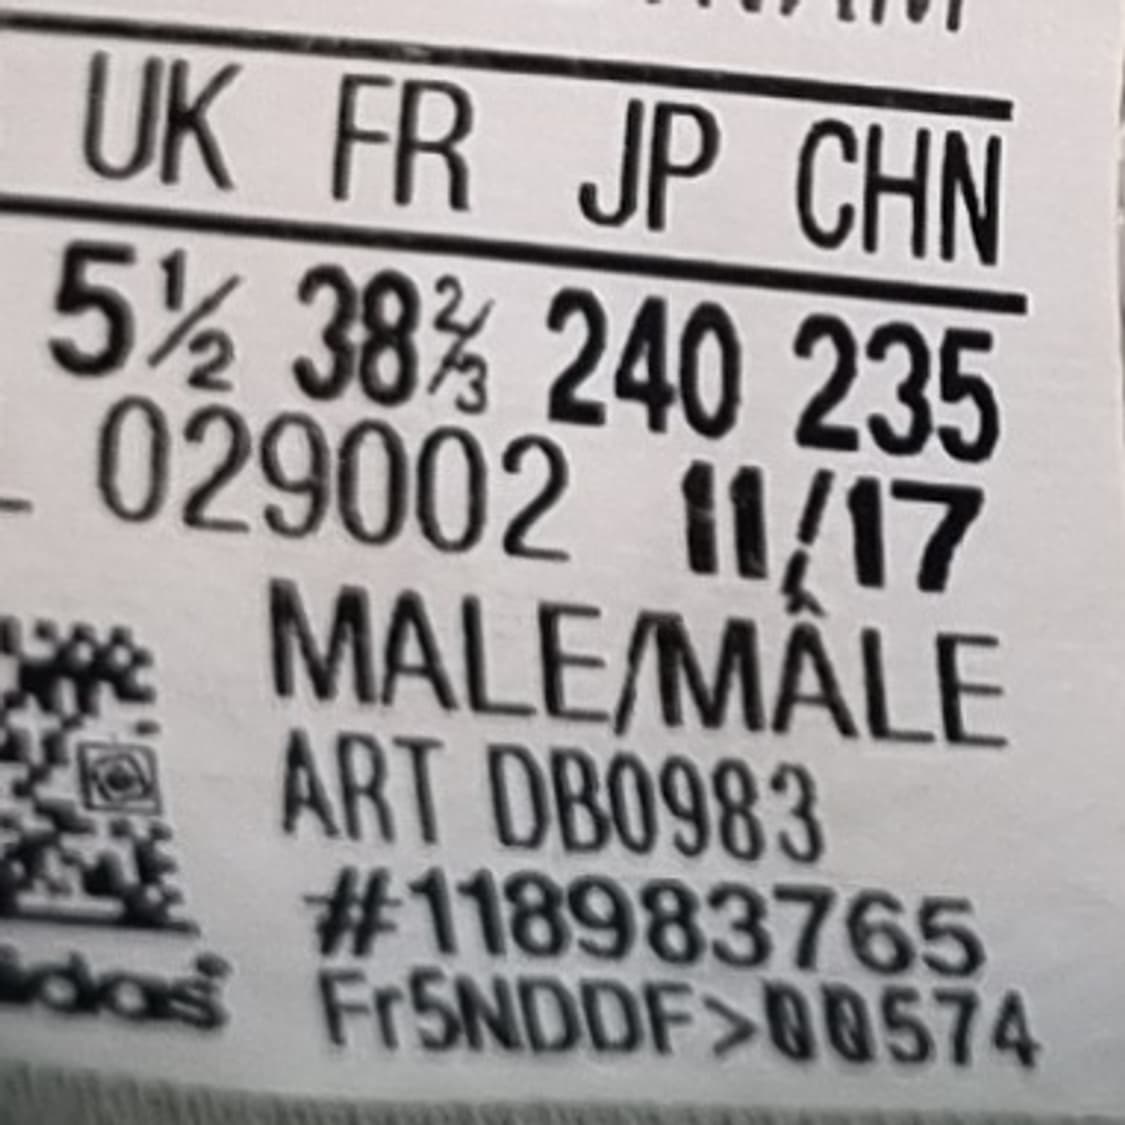 UK FR JP CHN
5½ 38⅔ 240 235
029002 11/17
MALE/MÂLE
ART DB0983
#118983765
Fr5NDDF>00574